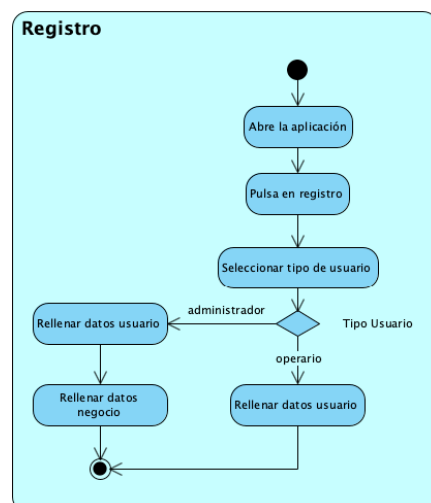 Registro
Abre la aplicación
Pulsa en registro
Seleccionar tipo de usuario
administrador
Rellenar datos usuario
Tipo Usuario
operario
Rellenar datos
negocio
Rellenar datos usuario